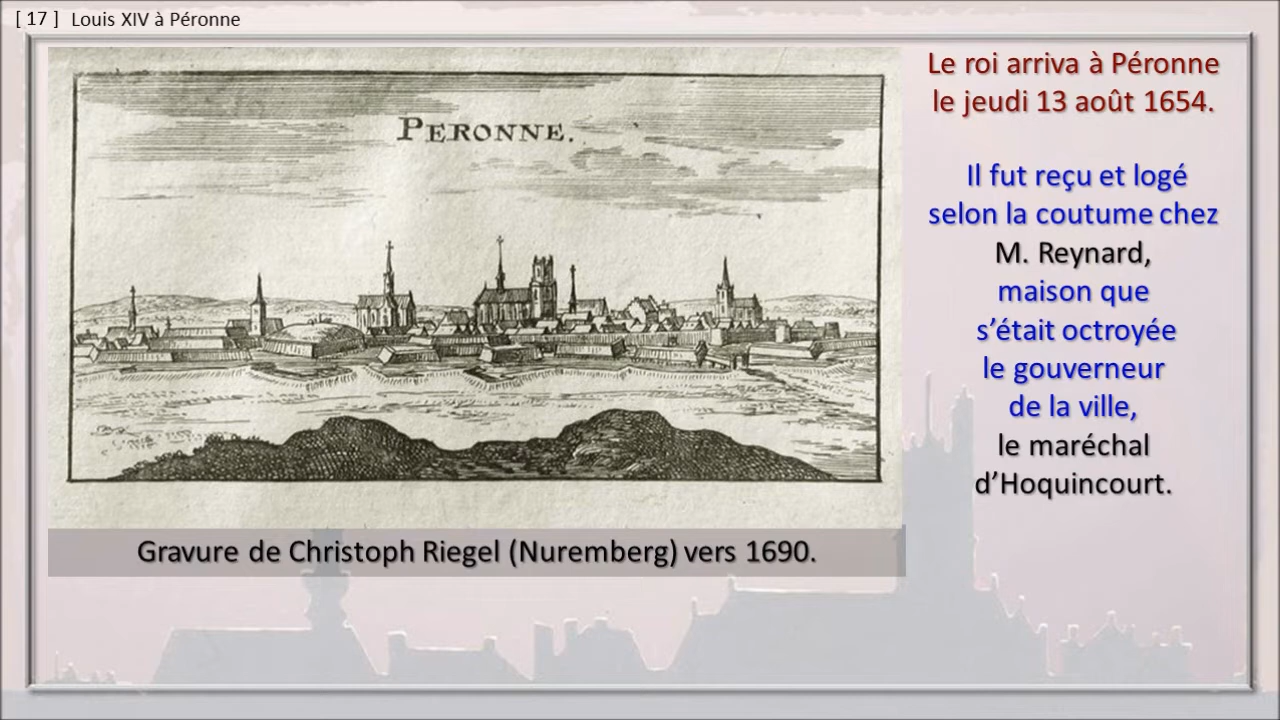 [ 17 ] Louis XIV à Péronne
PERONNE.
Le roi arriva à Péronne
le jeudi 13 août 1654.
Il fut reçu et logé
selon la coutume chez
M. Reynard,
maison que
s’était octroyée
le gouverneur
de la ville,
le maréchal
d’Hoquincourt.
Gravure de Christoph Riegel (Nuremberg) vers 1690.